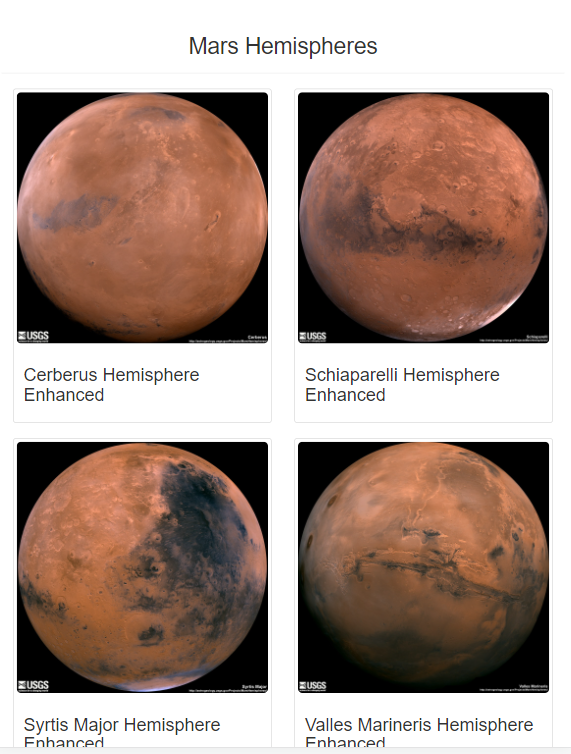 Mars Hemispheres
USGS
Cerberus
USGS
Schiaparelli
Cerberus Hemisphere
Enhanced
Schiaparelli Hemisphere
Enhanced
USGS
Syrtis Major
USGS
Valles Marineris
Syrtis Major Hemisphere
Enhanced
Valles Marineris Hemisphere
Enhanced